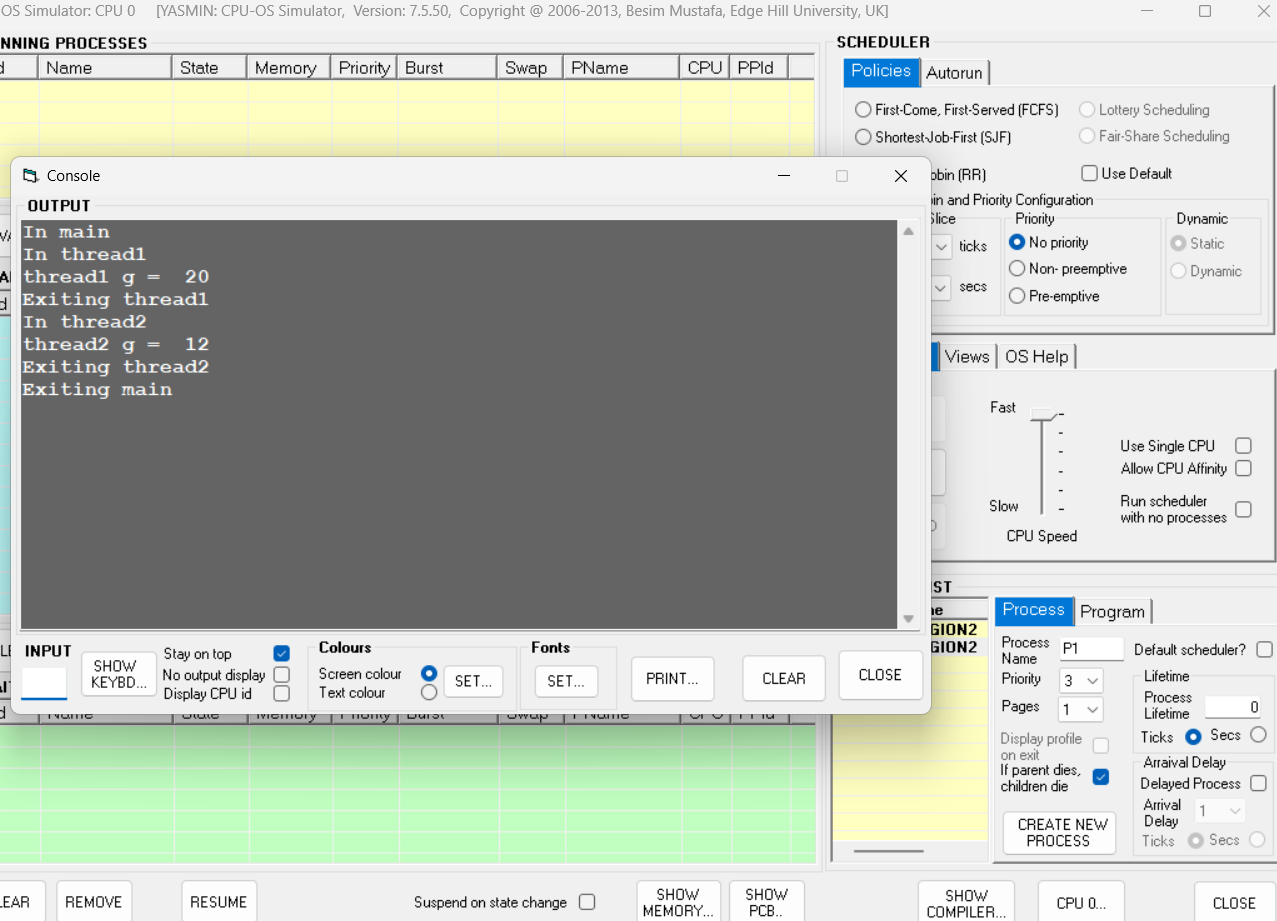 OS Simulator: CPU 0 [YASMIN: CPU-OS Simulator, Version: 7.5.50, Copyright @ 2006-2013, Besim Mustafa, Edge Hill University, UK]
NNING PROCESSES
d Name State Memory Priority Burst Swap PName CPU PPId
SCHEDULER
Policies Autorun
First-Come, First-Served (FCFS) Lottery Scheduling
Shortest-Job-First (SJF) Fair-Share Scheduling
obin (RR) Use Default
in and Priority Configuration
Slice Priority Dynamic
ticks No priority Static
Non- preemptive Dynamic
secs Pre-emptive
Console
OUTPUT
In main
In thread1
thread1 g = 20
Exiting thread1
In thread2
thread2 g = 12
Exiting thread2
Exiting main
INPUT
SHOW KEYBD...
Stay on top
No output display
Display CPU id
Colours
Screen colour
Text colour
SET...
Fonts
SET...
PRINT...
CLEAR
CLOSE
Views OS Help
Fast
Slow
CPU Speed
Use Single CPU
Allow CPU Affinity
Run scheduler
with no processes
ST
me
GION2
GION2
Process Program
Process
Name P1 Default scheduler?
Priority 3
Pages 1
Lifetime
Process
Lifetime 0
Ticks Secs
Display profile
on exit
If parent dies,
children die
Arraival Delay
Delayed Process
Arrival
Delay 1
Ticks Secs
CREATE NEW
PROCESS
d Name State Memory Priority Burst Swap PName CPU PPId
LEAR REMOVE RESUME Suspend on state change
SHOW
MEMORY...
SHOW
PCB..
SHOW
COMPILER...
CPU 0...
CLOSE